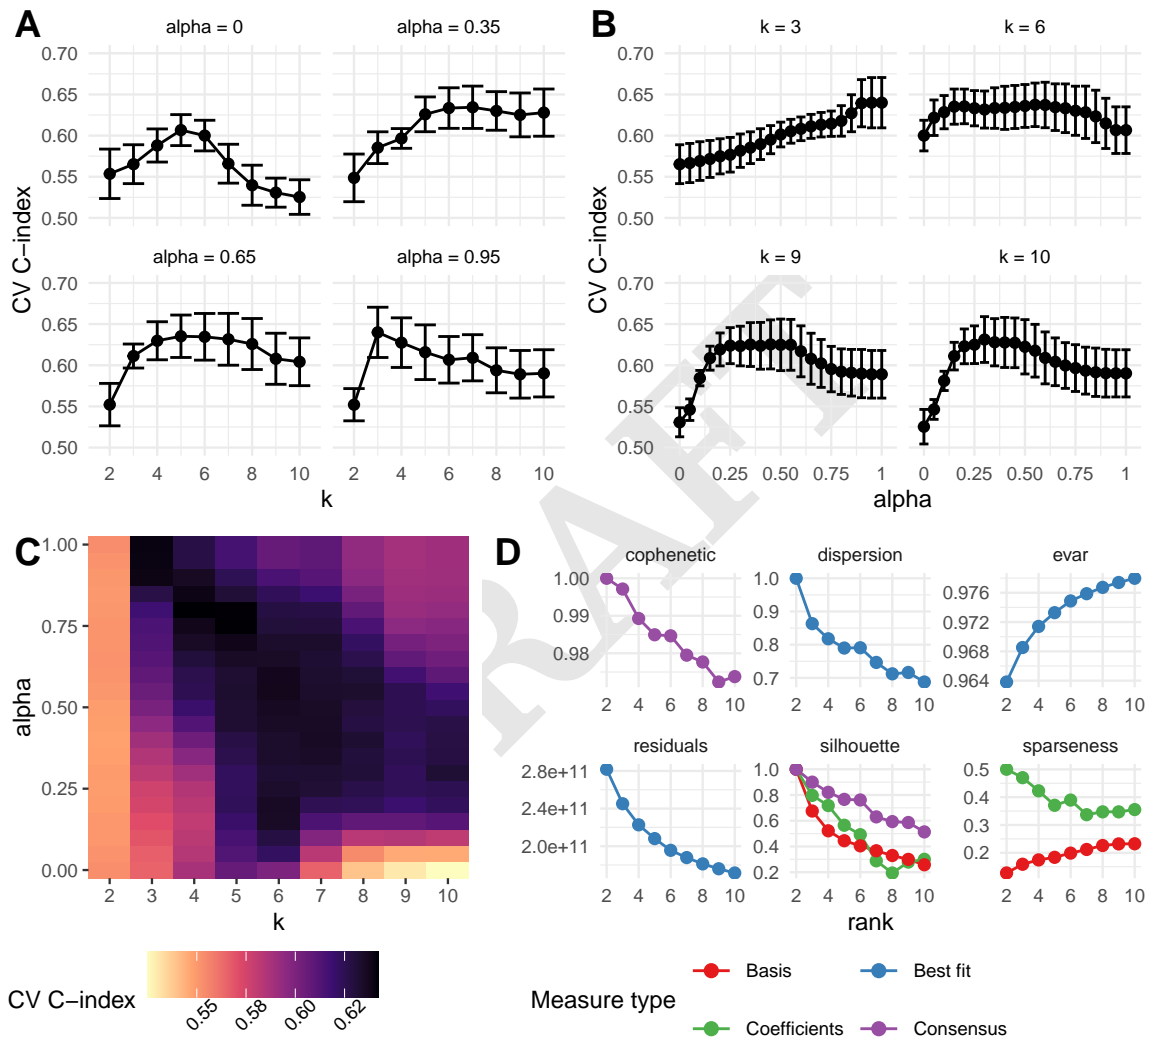 A
alpha = 0
alpha = 0.35
0.70
0.65
0.60
0.55
0.50
alpha = 0.65
alpha = 0.95
0.70
0.65
0.60
0.55
0.50
2 4 6 8 10
2 4 6 8 10
CV C−index
k
B
k = 3
k = 6
0.70
0.65
0.60
0.55
0.50
k = 9
k = 10
0.70
0.65
0.60
0.55
0.50
0 0.25 0.50 0.75 1
0 0.25 0.50 0.75 1
CV C−index
alpha
C
1.00
0.75
0.50
0.25
0.00
2 3 4 5 6 7 8 9 10
alpha
k
CV C−index
0.55 0.58 0.60 0.62
D
cophenetic
1.00
0.99
0.98
2 4 6 8 10
dispersion
1.0
0.9
0.8
0.7
2 4 6 8 10
evar
0.976
0.972
0.968
0.964
2 4 6 8 10
residuals
2.8e+11
2.4e+11
2.0e+11
2 4 6 8 10
silhouette
1.0
0.8
0.6
0.4
0.2
2 4 6 8 10
sparseness
0.5
0.4
0.3
0.2
2 4 6 8 10
rank
Measure type
Basis
Best fit
Coefficients
Consensus
RAFT